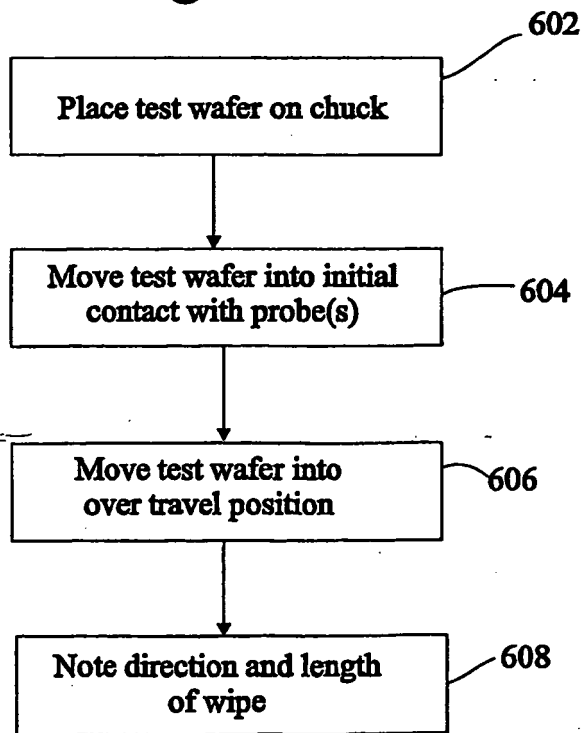 602
Place test wafer on chuck
Move test wafer into initial
contact with probe(s)
604
Move test wafer into
over travel position
606
Note direction and length
of wipe
608